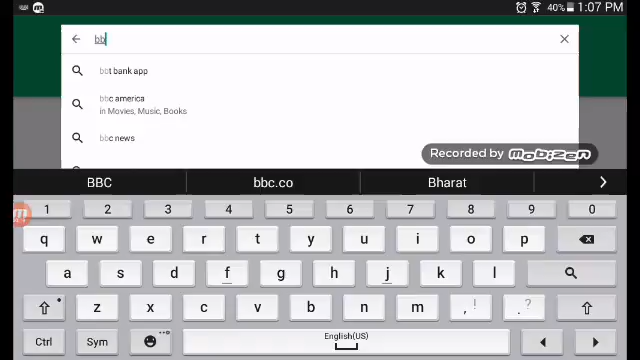 40% 1:07 PM
bb
bbt bank app
bbc america
in Movies, Music, Books
bbc news
Recorded by mobizen
BBC bbc.co Bharat
1 2 3 4 5 6 7 8 9 0
q w e r t y u i o p
a s d f g h j k l
z x c v b n m , ! . ?
Ctrl Sym English(US)